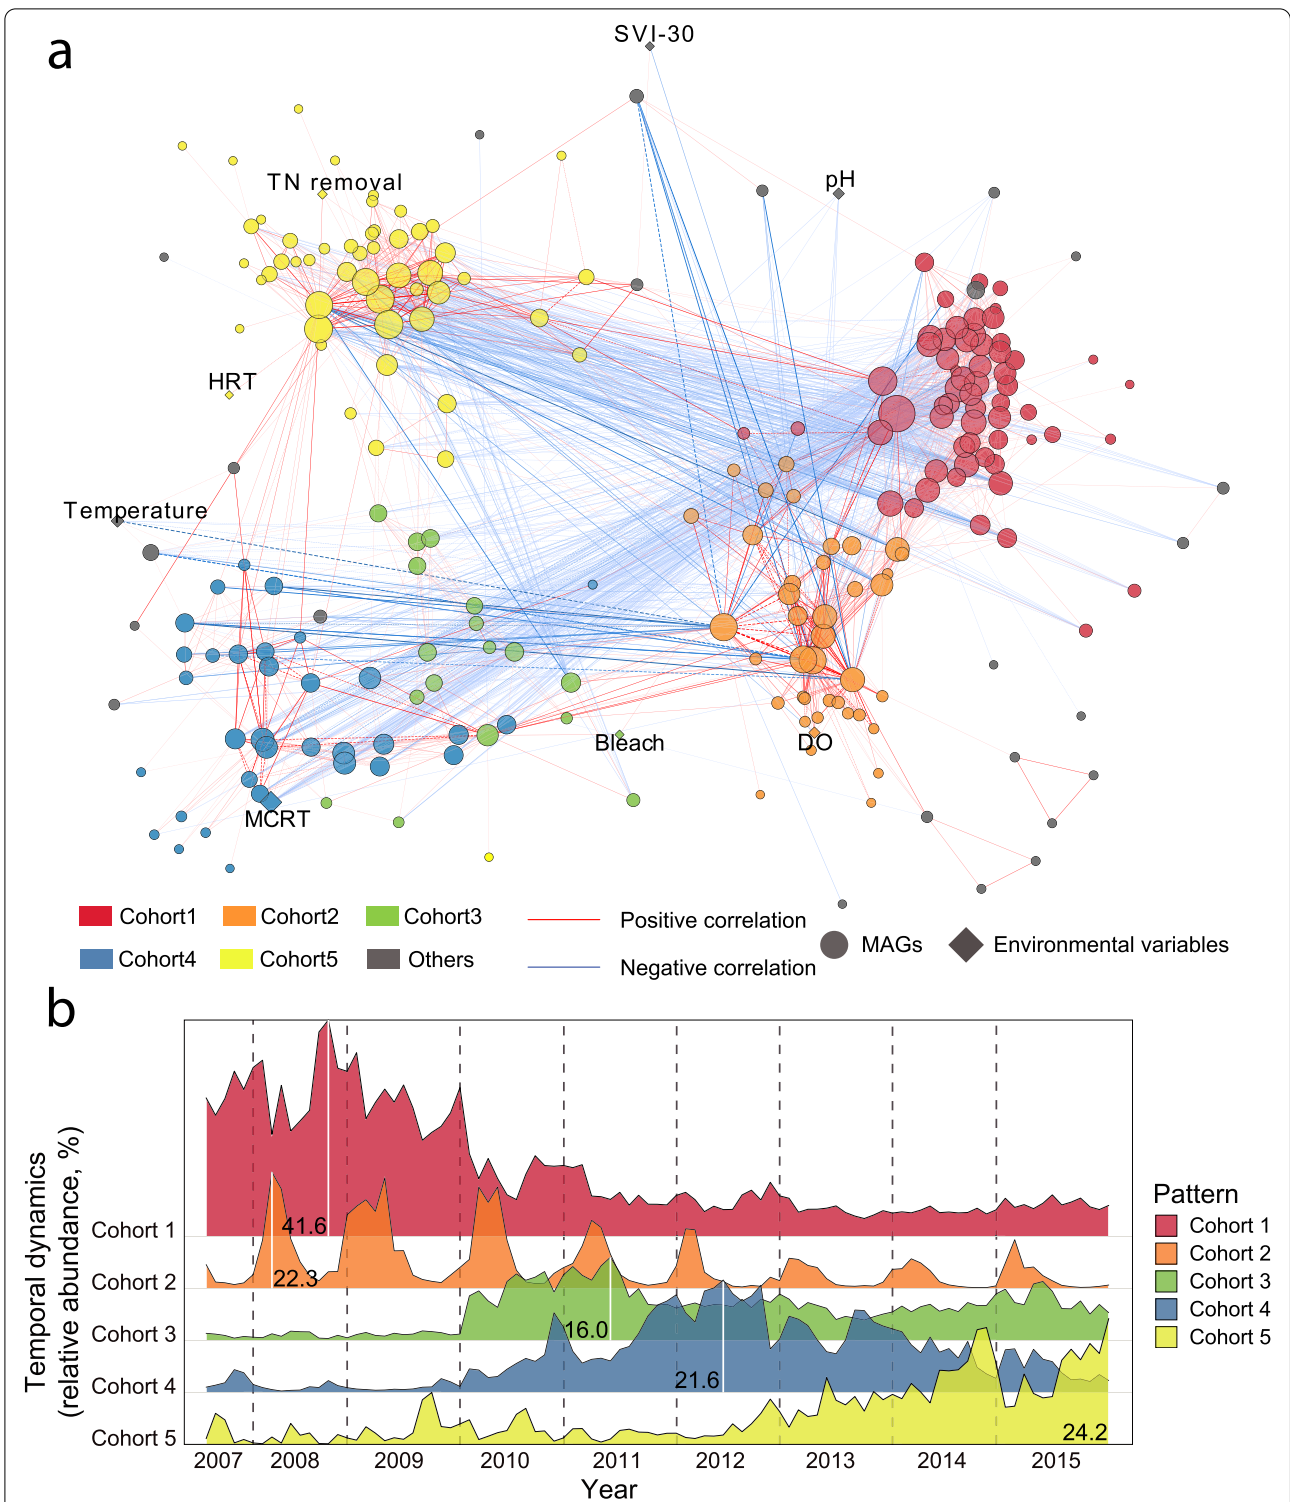 a
SVI-30
TN removal
pH
HRT
Temperature
Bleach
DO
MCRT
Cohort1
Cohort2
Cohort3
Positive correlation
MAGs
Environmental variables
Cohort4
Cohort5
Others
Negative correlation
b
Temporal dynamics
(relative abundance, %)
Cohort 1
41.6
Cohort 2
22.3
Cohort 3
16.0
Cohort 4
21.6
Cohort 5
24.2
2007 2008 2009 2010 2011 2012 2013 2014 2015
Year
Pattern
Cohort 1
Cohort 2
Cohort 3
Cohort 4
Cohort 5